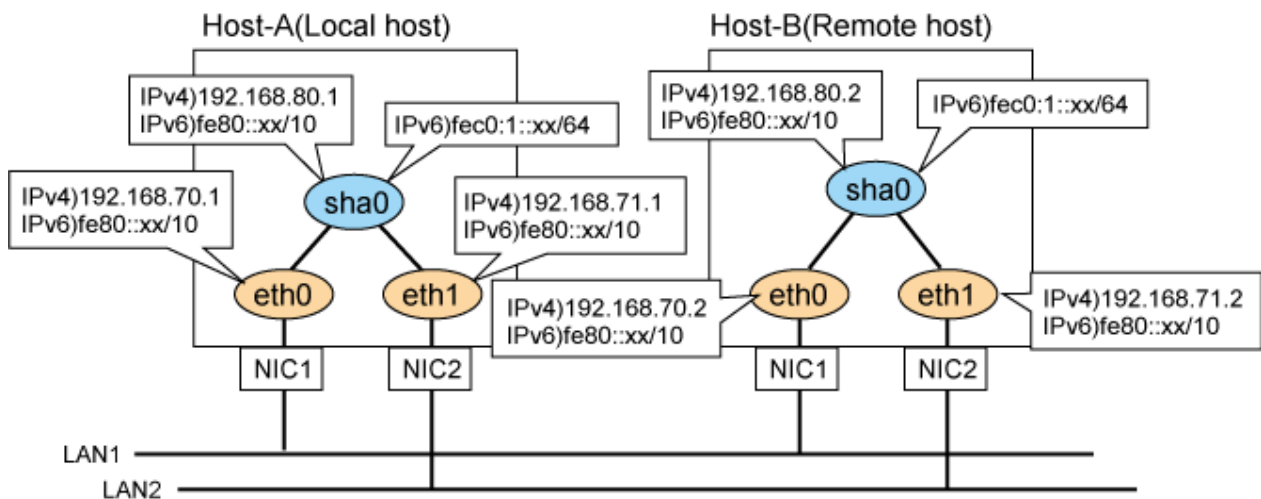 Host-A(Local host)
Host-B(Remote host)
IPv4)192.168.80.1
IPv6)fe80::xx/10
IPv6)fec0:1::xx/64
IPv4)192.168.80.2
IPv6)fe80::xx/10
IPv6)fec0:1::xx/64
IPv4)192.168.70.1
IPv6)fe80::xx/10
sha0
IPv4)192.168.71.1
IPv6)fe80::xx/10
sha0
eth0
eth1
IPv4)192.168.70.2
IPv6)fe80::xx/10
eth0
eth1
IPv4)192.168.71.2
IPv6)fe80::xx/10
NIC1
NIC2
NIC1
NIC2
LAN1
LAN2